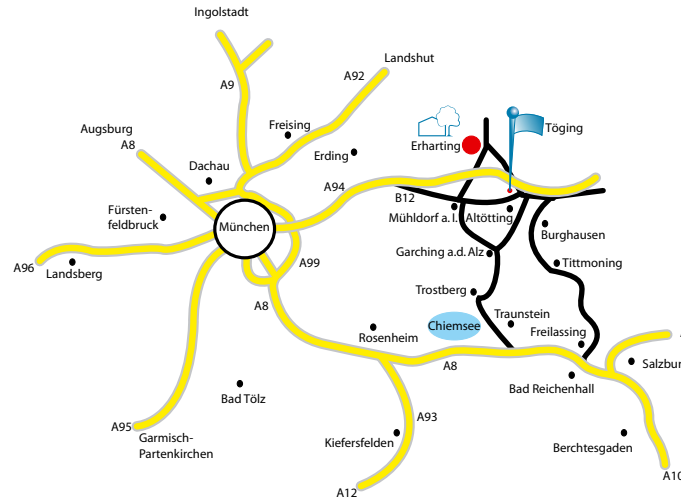 Ingolstadt
Landshut
A92
A9
Freising
Augsburg
A8
Töging
Erharting
Erding
Dachau
A94
B12
Fürsten-
feldbruck
Mühldorf a.I.
Altötting
München
Burghausen
Garching a.d. Alz
A99
Tittmoning
A96
Landsberg
Trostberg
A8
Traunstein
Chiemsee
Freilassing
Rosenheim
A8
Salzbur
Bad Reichenhall
Bad Tölz
A93
A95
Garmisch-
Partenkirchen
Kiefersfelden
Berchtesgaden
A10
A12